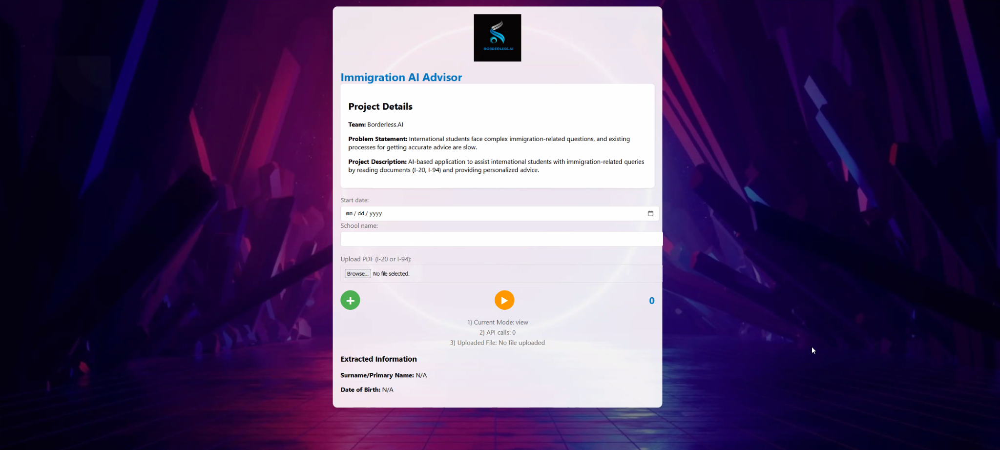 BORDERLESS.AI
Immigration AI Advisor
Project Details
Team: Borderless.AI
Problem Statement: International students face complex immigration-related questions, and existing
processes for getting accurate advice are slow.
Project Description: AI-based application to assist international students with immigration-related queries
by reading documents (I-20, I-94) and providing personalized advice.
Start date:
mm / dd / yyyy
School name:
Upload PDF (I-20 or I-94):
Browse... No file selected.
0
1) Current Mode: view
2) API calls: 0
3) Uploaded File: No file uploaded
Extracted Information
Surname/Primary Name: N/A
Date of Birth: N/A